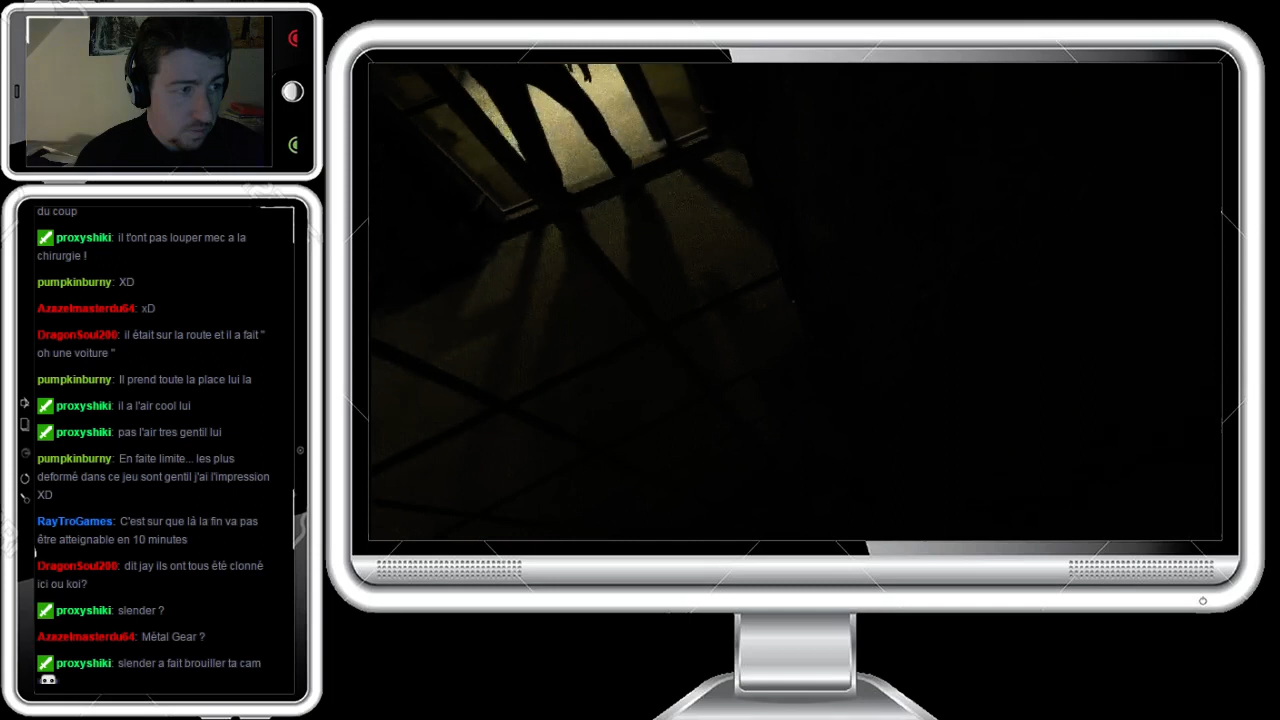 du coup
proxyshiki: il t'ont pas louper mec a la
chirurgie !
pumpkinburny: XD
Azazelmasterdu64: xD
DragonSoul200: il était sur la route et il a fait "
oh une voiture "
pumpkinburny: Il prend toute la place lui la
proxyshiki: il a l'air cool lui
proxyshiki: pas l'air tres gentil lui
pumpkinburny: En faite limite... les plus
deformé dans ce jeu sont gentil j'ai l'impression
XD
RayTroGames: C'est sur que là la fin va pas
être atteignable en 10 minutes
DragonSoul200: dit jay ils ont tous été clonné
ici ou koi?
proxyshiki: slender ?
Azazelmasterdu64: Métal Gear ?
proxyshiki: slender a fait brouiller ta cam